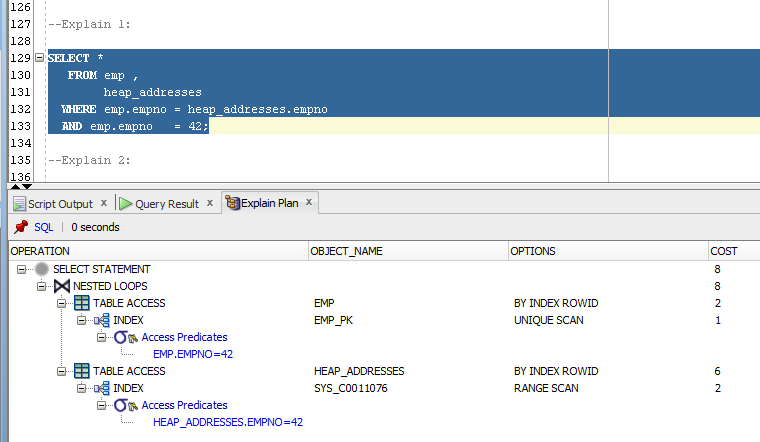 126
127 --Explain 1:
128
129 SELECT *
130 FROM emp ,
131 heap_addresses
132 WHERE emp.empno = heap_addresses.empno
133 AND emp.empno = 42;
134
135 --Explain 2:
136
Script Output x Query Result x Explain Plan x
SQL | 0 seconds
OPERATION OBJECT_NAME OPTIONS COST
SELECT STATEMENT 8
NESTED LOOPS 8
TABLE ACCESS EMP BY INDEX ROWID 2
INDEX EMP_PK UNIQUE SCAN 1
Access Predicates
EMP.EMPNO=42
TABLE ACCESS HEAP_ADDRESSES BY INDEX ROWID 6
INDEX SYS_C0011076 RANGE SCAN 2
Access Predicates
HEAP_ADDRESSES.EMPNO=42